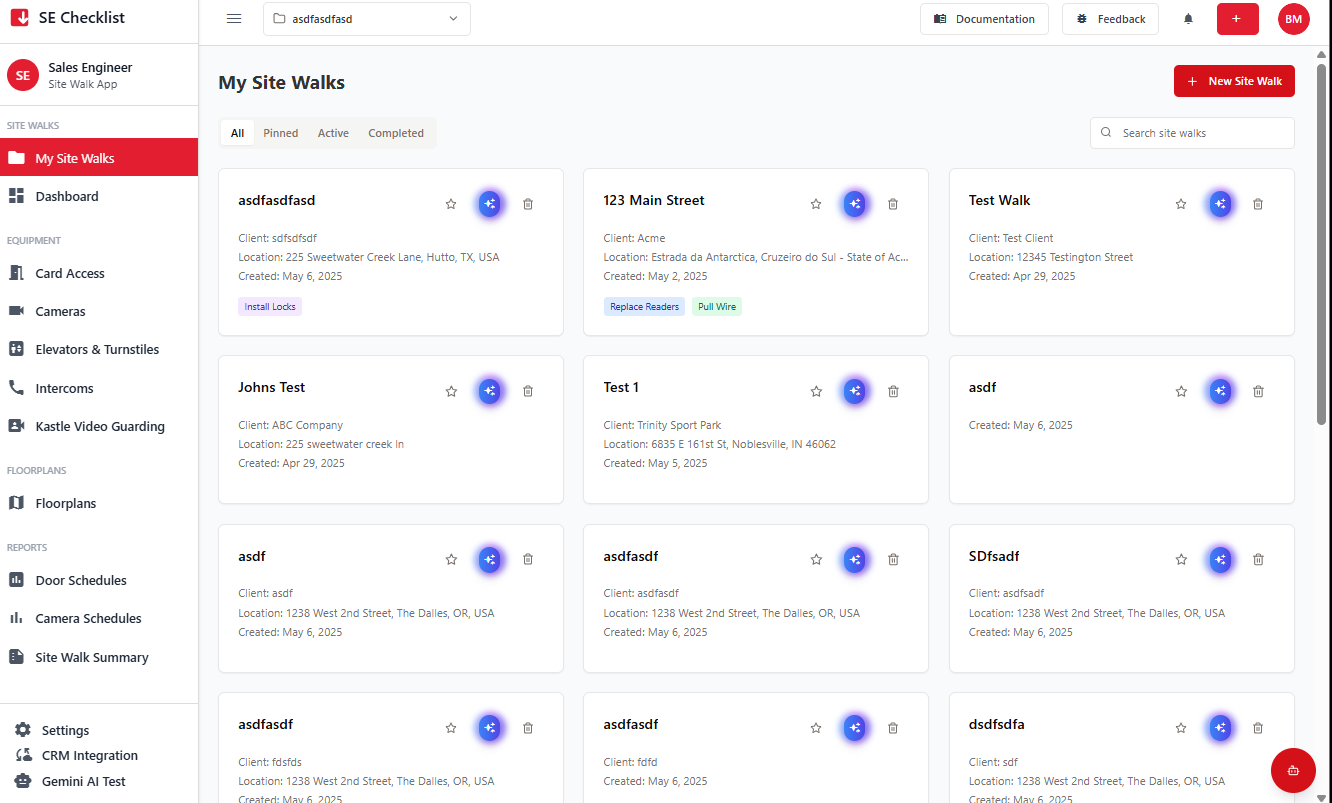 SE Checklist
asdfasdfasd
Documentation
Feedback
+
BM
SE
Sales Engineer
Site Walk App
SITE WALKS
My Site Walks
Dashboard
EQUIPMENT
Card Access
Cameras
Elevators & Turnstiles
Intercoms
Kastle Video Guarding
FLOORPLANS
Floorplans
REPORTS
Door Schedules
Camera Schedules
Site Walk Summary
Settings
CRM Integration
Gemini AI Test
My Site Walks
+ New Site Walk
All Pinned Active Completed
Search site walks
asdfasdfasd
Client: sdfsdfsdf
Location: 225 Sweetwater Creek Lane, Hutto, TX, USA
Created: May 6, 2025
Install Locks
123 Main Street
Client: Acme
Location: Estrada da Antarctica, Cruzeiro do Sul - State of Ac...
Created: May 2, 2025
Replace Readers Pull Wire
Test Walk
Client: Test Client
Location: 12345 Testington Street
Created: Apr 29, 2025
Johns Test
Client: ABC Company
Location: 225 sweetwater creek ln
Created: Apr 29, 2025
Test 1
Client: Trinity Sport Park
Location: 6835 E 161st St, Noblesville, IN 46062
Created: May 5, 2025
asdf
Created: May 6, 2025
asdf
Client: asdf
Location: 1238 West 2nd Street, The Dalles, OR, USA
Created: May 6, 2025
asdfasdf
Client: asdfasdf
Location: 1238 West 2nd Street, The Dalles, OR, USA
Created: May 6, 2025
SDfsadf
Client: asdfsadf
Location: 1238 West 2nd Street, The Dalles, OR, USA
Created: May 6, 2025
asdfasdf
Client: fdsfds
Location: 1238 West 2nd Street, The Dalles, OR, USA
Created: May 6, 2025
asdfasdf
Client: fdfd
Created: May 6, 2025
dsdfsdfa
Client: sdf
Location: 1238 West 2nd Street, The Dalles, OR, USA
Created: May 6, 2025